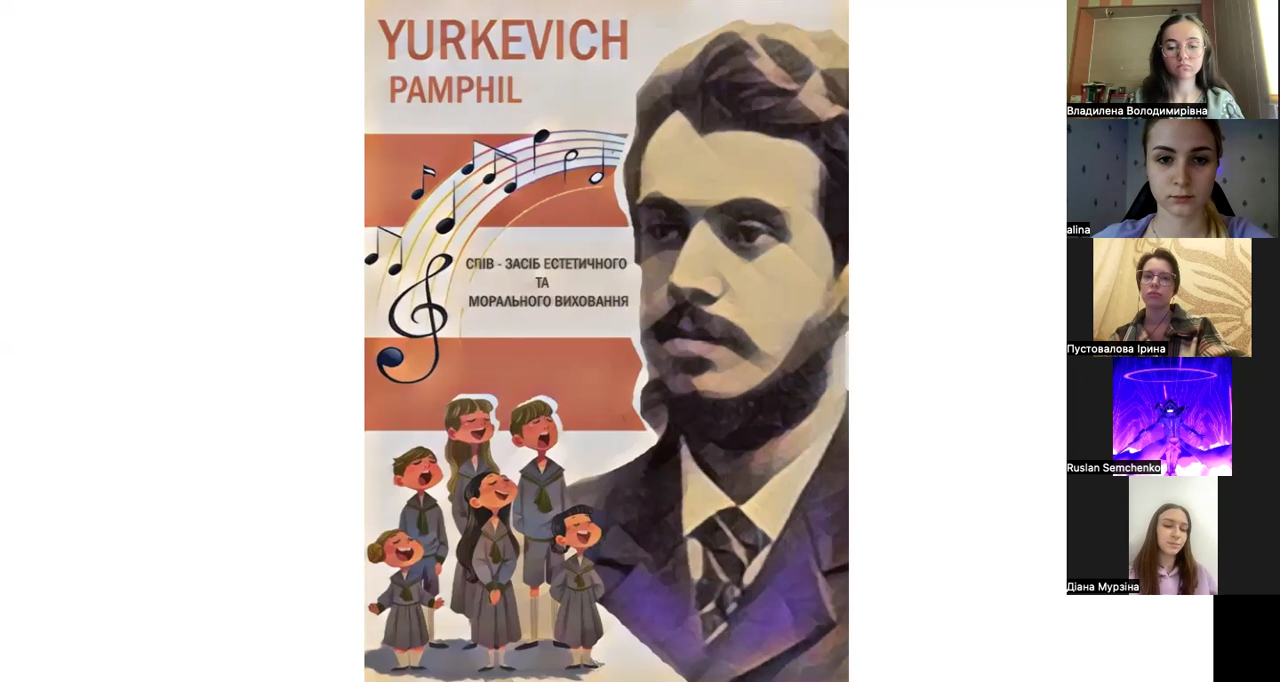 YURKEVICH
PAMPHIL
СПІВ - ЗАСІБ ЕСТЕТИЧНОГО
ТА
МОРАЛЬНОГО ВИХОВАННЯ
Владилена Володимирівна
alina
Пустовалова Ірина
Ruslan Semchenko
Діана Мурзіна